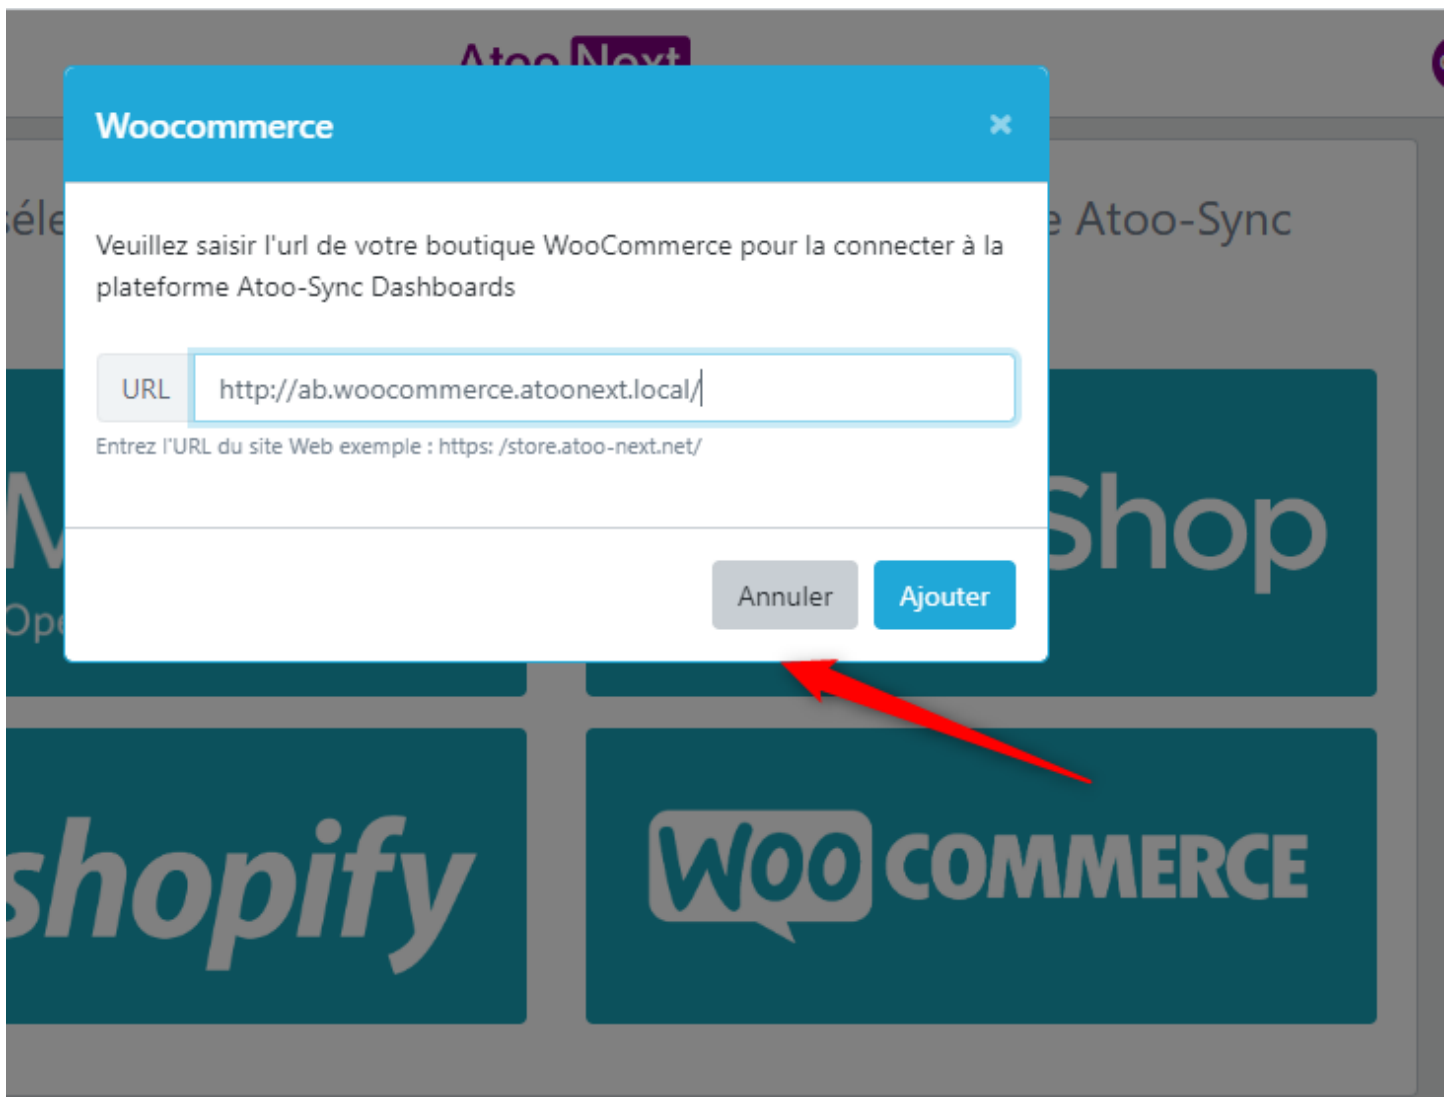 Atoo Next
Woocommerce
Veuillez saisir l'url de votre boutique WooCommerce pour la connecter à la
plateforme Atoo-Sync Dashboards
URL http://ab.woocommerce.atoonext.local/
Entrez l'URL du site Web exemple : https: /store.atoo-next.net/
Annuler Ajouter
séle
e Atoo-Sync
M
Shop
Ope
shopify
WOO COMMERCE